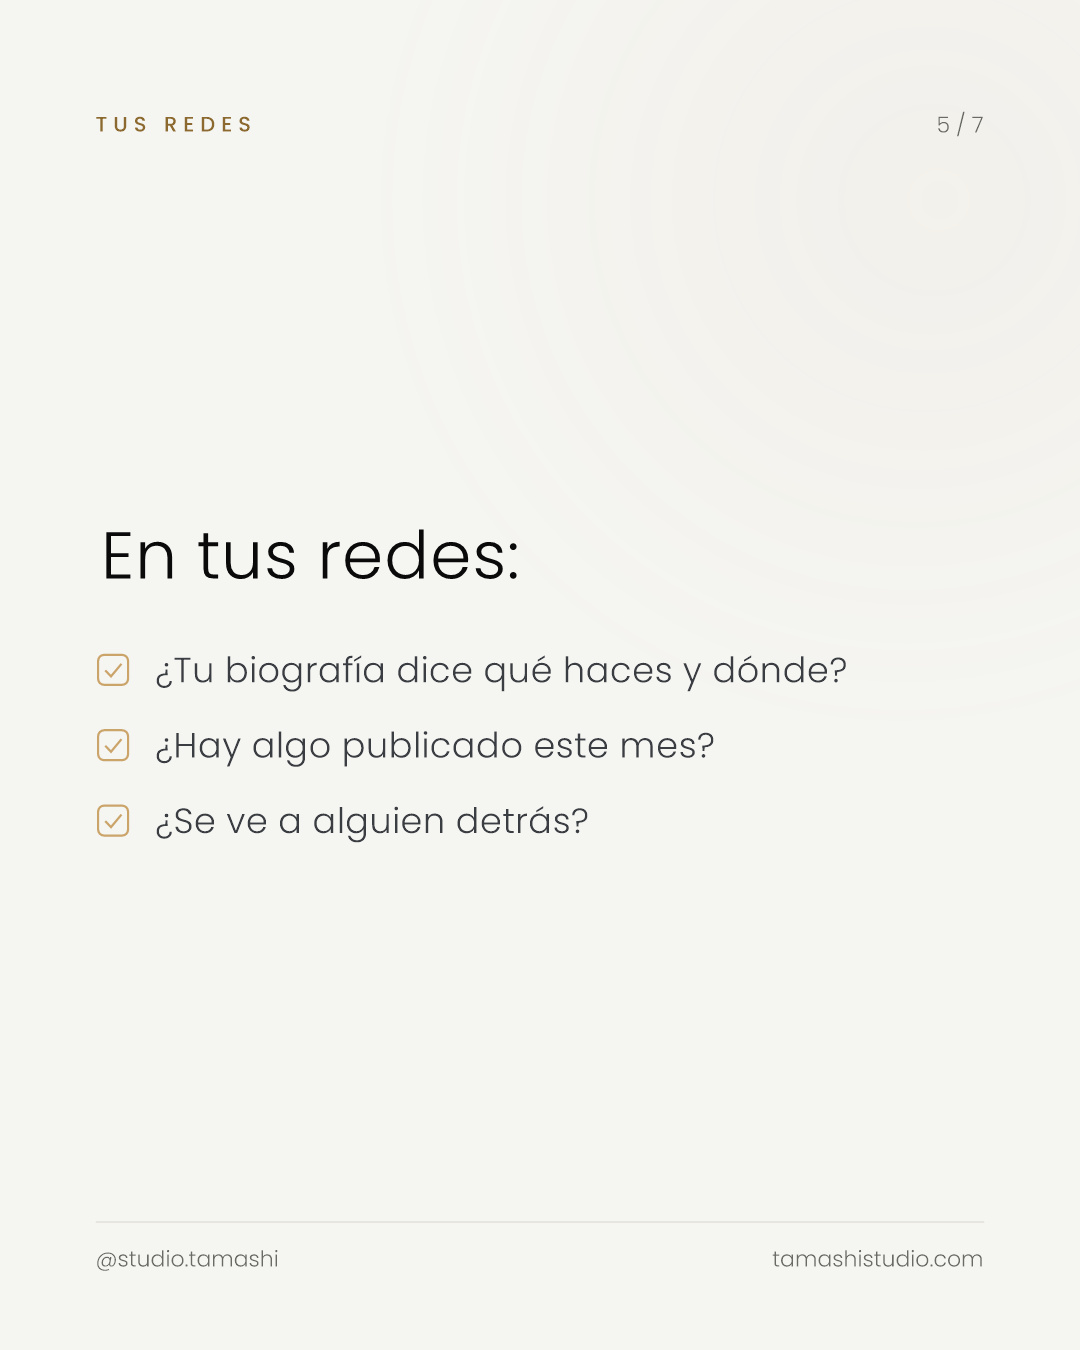 TUS REDES
5 / 7
En tus redes:
¿Tu biografía dice qué haces y dónde?
¿Hay algo publicado este mes?
¿Se ve a alguien detrás?
@studio.tamashi
tamashistudio.com